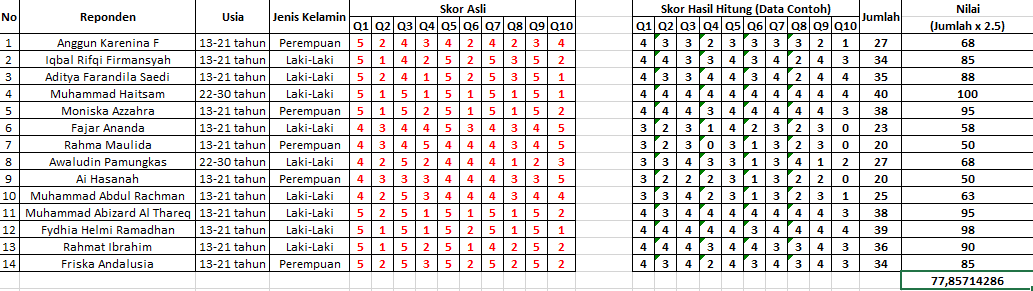 No Responden Usia Jenis Kelamin Skor Asli Skor Hasil Hitung (Data Contoh) Jumlah Nilai
Q1 Q2 Q3 Q4 Q5 Q6 Q7 Q8 Q9 Q10 Q1 Q2 Q3 Q4 Q5 Q6 Q7 Q8 Q9 Q10 (Jumlah x 2.5)
1 Anggun Karenina F 13-21 tahun Perempuan 5 2 4 3 4 2 4 2 3 4 4 3 3 2 3 3 3 3 2 1 27 68
2 Iqbal Rifqi Firmansyah 13-21 tahun Laki-Laki 5 1 4 2 5 2 5 3 5 2 4 4 3 3 4 3 4 2 4 3 34 85
3 Aditya Farandila Saedi 13-21 tahun Laki-Laki 5 2 4 1 5 2 5 3 5 1 4 3 3 4 4 3 4 2 4 4 35 88
4 Muhammad Haitsam 22-30 tahun Laki-Laki 5 1 5 1 5 1 5 1 5 1 4 4 4 4 4 4 4 4 4 4 40 100
5 Moniska Azzahra 13-21 tahun Perempuan 5 1 5 2 5 1 5 1 5 2 4 4 4 3 4 4 4 4 4 3 38 95
6 Fajar Ananda 13-21 tahun Laki-Laki 4 3 4 4 5 3 4 3 4 5 3 2 3 1 4 2 3 2 3 0 23 58
7 Rahma Maulida 13-21 tahun Perempuan 4 3 4 5 4 4 4 3 4 5 3 2 3 0 3 1 3 2 3 0 20 50
8 Awaludin Pamungkas 22-30 tahun Laki-Laki 4 2 5 2 4 4 4 1 2 3 3 3 4 3 3 1 3 4 1 2 27 68
9 Ai Hasanah 13-21 tahun Perempuan 4 3 3 3 4 4 4 3 3 5 3 2 2 2 3 1 3 2 2 0 20 50
10 Muhammad Abdul Rachman 13-21 tahun Laki-Laki 4 2 5 4 4 4 4 3 4 4 3 3 4 2 3 1 3 2 3 1 25 63
11 Muhammad Abizard Al Thareq 13-21 tahun Laki-Laki 5 2 5 1 5 1 5 1 5 2 4 3 4 4 4 4 4 4 4 3 38 95
12 Fydhia Helmi Ramadhan 13-21 tahun Laki-Laki 5 1 5 1 5 2 5 1 5 1 4 4 4 4 4 3 4 4 4 4 39 98
13 Rahmat Ibrahim 13-21 tahun Laki-Laki 5 1 5 2 5 1 4 2 5 2 4 4 4 3 4 4 3 3 4 3 36 90
14 Friska Andalusia 13-21 tahun Perempuan 5 2 5 3 5 2 5 2 5 2 4 3 4 2 4 3 4 3 4 3 34 85
77,85714286